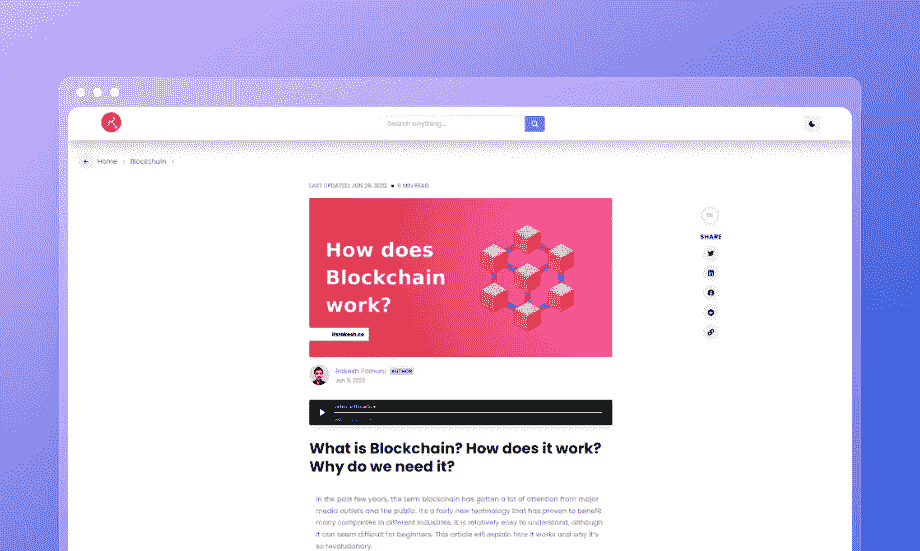 Search anything...
Home > Blockchain >
LAST UPDATED: JUN 26, 2022 • 6 MIN READ
How does
Blockchain
work?
itsrakesh.co
SHARE
Rakesh Potnuru AUTHOR
What is Blockchain? How does it work?
Why do we need it?
In the past few years, the term blockchain has gotten a lot of attention from major
media outlets and the public. It's a fairly new technology that has proven to benefit
many companies in different industries. It is relatively easy to understand, although
it can seem difficult for beginners. This article will explain how it works and why it's
so revolutionary.